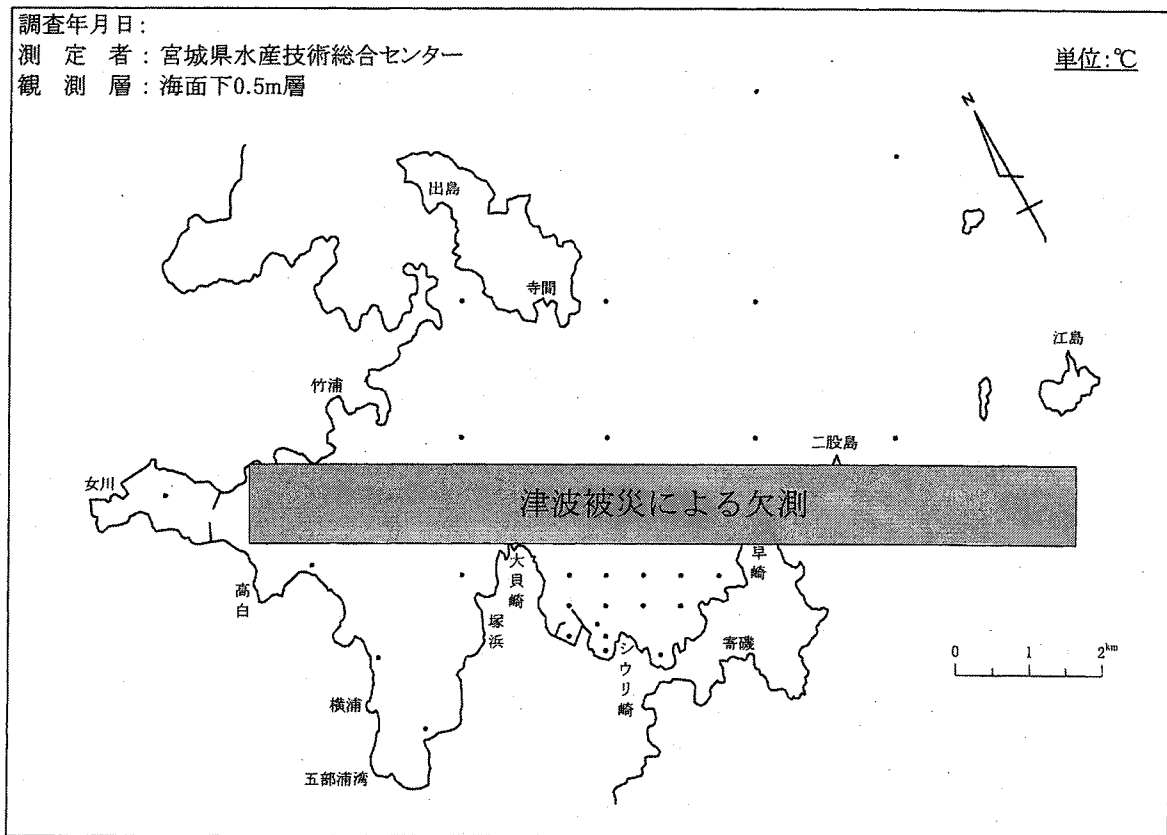 調査年月日：
測　定　者：宮城県水産技術総合センター
観　測　層：海面下0.5m層
単位：℃
N
出島
寺間
江島
竹浦
二股島
女川
津波被災による欠測
高白
大貝崎
早崎
塚浜
シウリ崎
寄磯
0 1 2km
横浦
五部浦湾